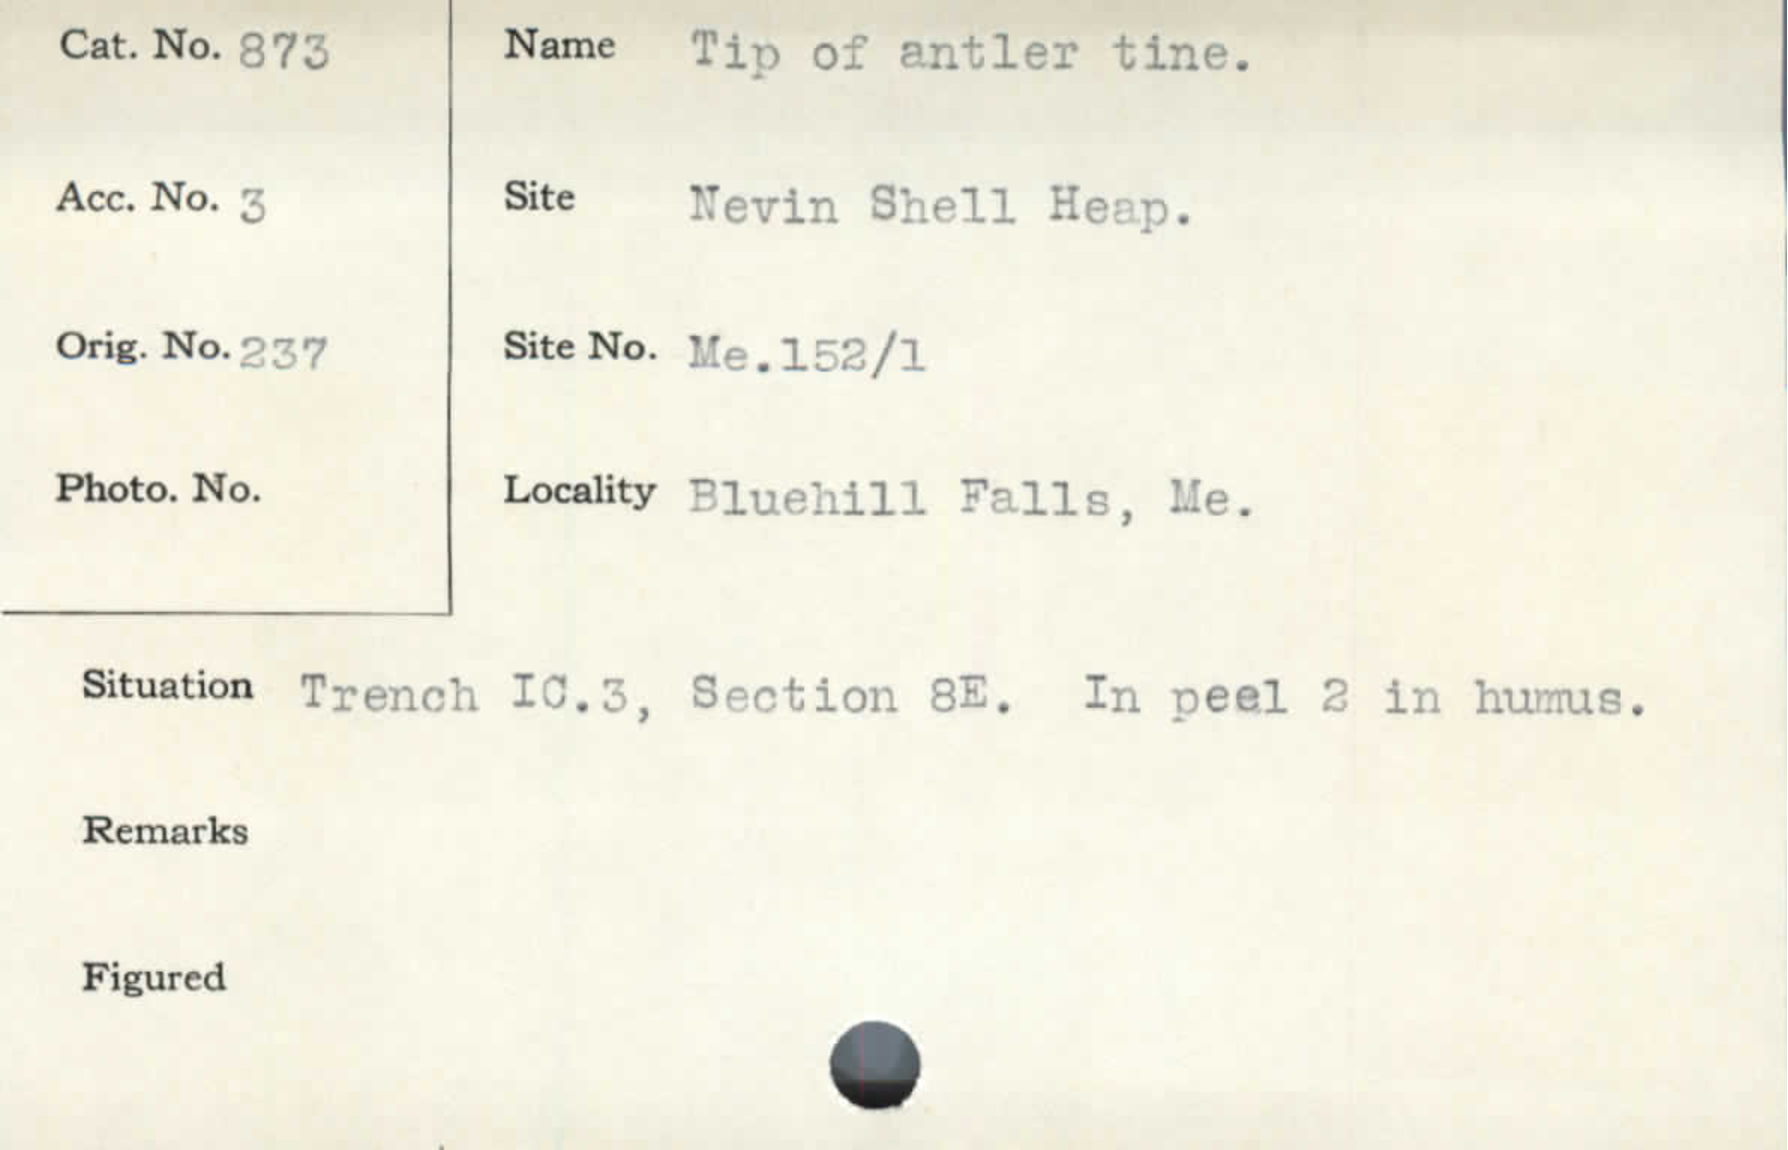 Cat. No. 873
Acc. No. 3
Orig. No. 237
Photo. No.
Name Tip of antler tine.
Site Nevin Shell Heap.
Site No. Me.152/1
Locality Bluehill Falls, Me.
Situation Trench IC.3, Section 8E. In peel 2 in humus.
Remarks
Figured